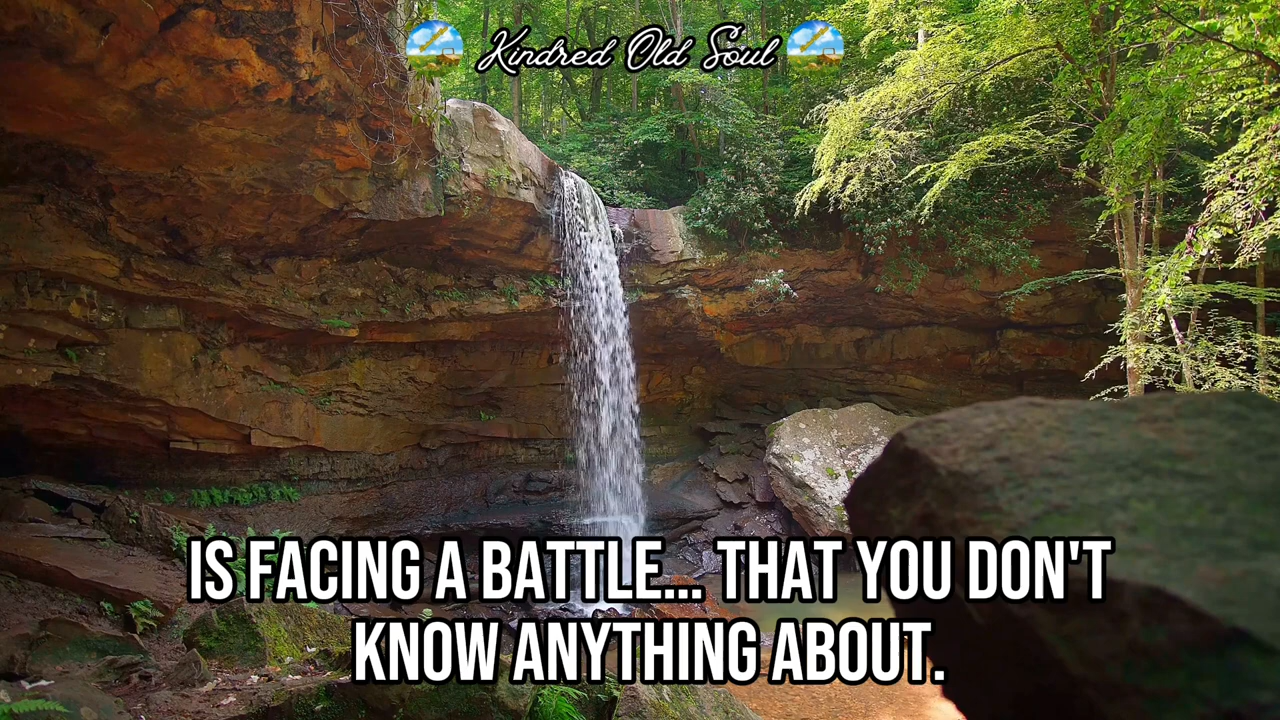 Kindred Old Soul
IS FACING A BATTLE... THAT YOU DON'T
KNOW ANYTHING ABOUT.